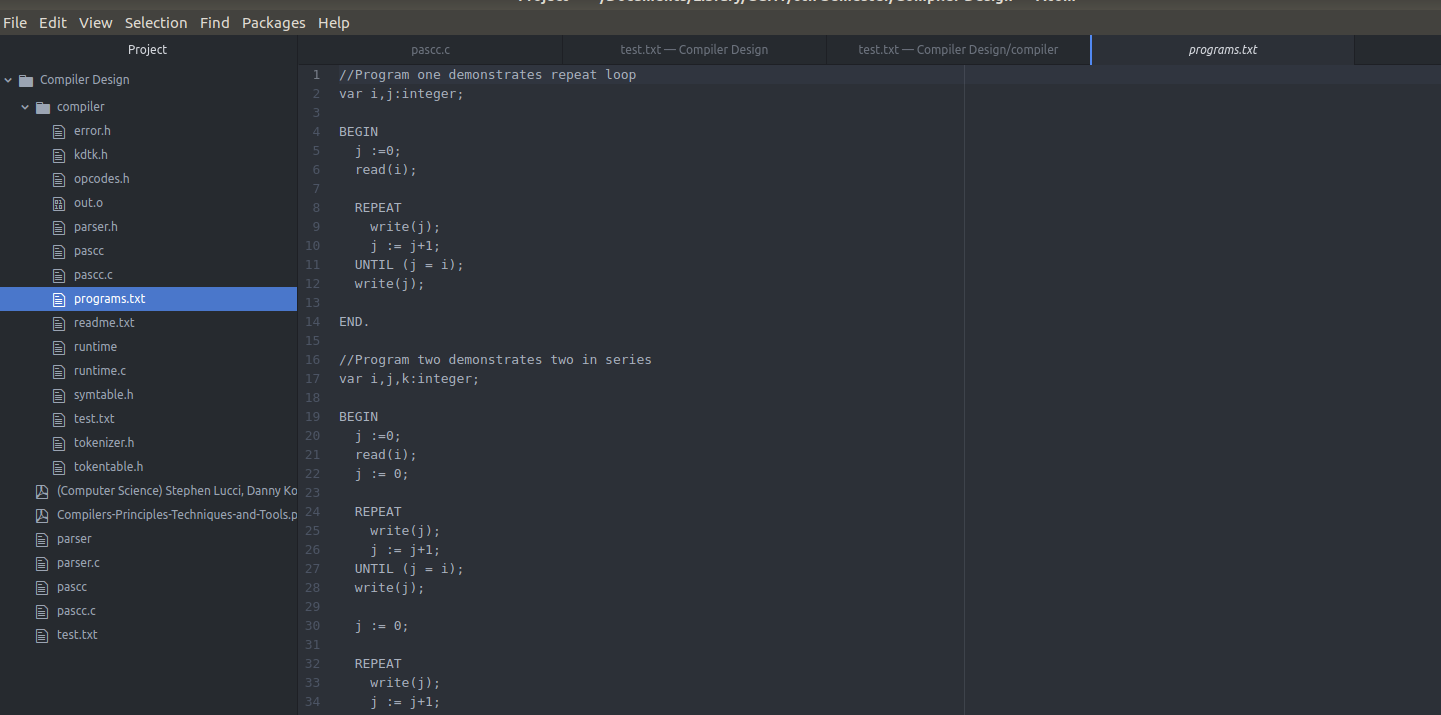 File Edit View Selection Find Packages Help
Project
pascc.c
test.txt — Compiler Design
test.txt — Compiler Design/compiler
programs.txt
Compiler Design
compiler
error.h
kdtk.h
opcodes.h
out.o
parser.h
pascc
pascc.c
programs.txt
readme.txt
runtime
runtime.c
symtable.h
test.txt
tokenizer.h
tokentable.h
(Computer Science) Stephen Lucci, Danny Ko
Compilers-Principles-Techniques-and-Tools.p
parser
parser.c
pascc
pascc.c
test.txt
1 //Program one demonstrates repeat loop
2 var i,j:integer;
3
4 BEGIN
5   j :=0;
6   read(i);
7
8   REPEAT
9     write(j);
10     j := j+1;
11   UNTIL (j = i);
12   write(j);
13
14 END.
15
16 //Program two demonstrates two in series
17 var i,j,k:integer;
18
19 BEGIN
20   j :=0;
21   read(i);
22   j := 0;
23
24   REPEAT
25     write(j);
26     j := j+1;
27   UNTIL (j = i);
28   write(j);
29
30   j := 0;
31
32   REPEAT
33     write(j);
34     j := j+1;